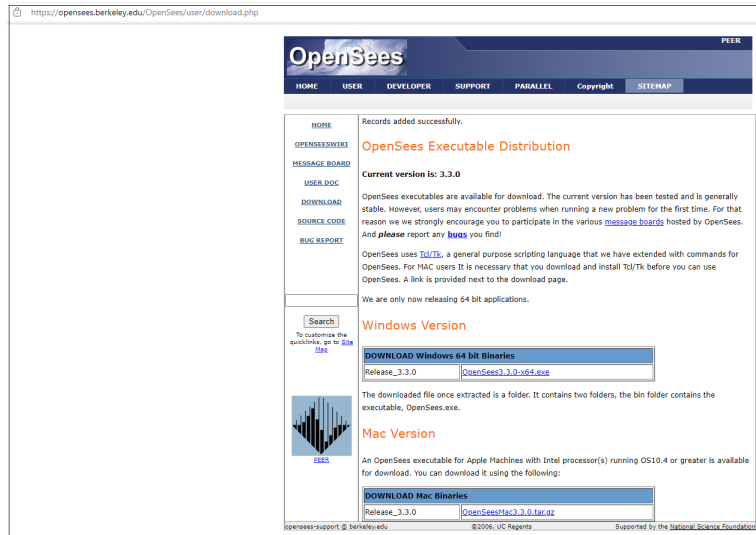 https://opensees.berkeley.edu/OpenSees/user/download.php
PEER
OpenSees
HOME USER DEVELOPER SUPPORT PARALLEL Copyright SITEMAP
HOME
OPENSEESWIKI
MESSAGE BOARD
USER DOC
DOWNLOAD
SOURCE CODE
BUG REPORT
Search
To customize the
quicklinks, go to Site
Map
PEER
Records added successfully.
OpenSees Executable Distribution
Current version is: 3.3.0
OpenSees executables are available for download. The current version has been tested and is generally
stable. However, users may encounter problems when running a new problem for the first time. For that
reason we we strongly encourage you to participate in the various message boards hosted by OpenSees.
And please report any bugs you find!
OpenSees uses Tcl/Tk, a general purpose scripting language that we have extended with commands for
OpenSees. For MAC users It is necessary that you download and install Tcl/Tk before you can use
OpenSees. A link is provided next to the download page.
We are only now releasing 64 bit applications.
Windows Version
DOWNLOAD Windows 64 bit Binaries
Release_3.3.0 OpenSees3.3.0-x64.exe
The downloaded file once extracted is a folder. It contains two folders, the bin folder contains the
executable, OpenSees.exe.
Mac Version
An OpenSees executable for Apple Machines with Intel processor(s) running OS10.4 or greater is available
for download. You can download it using the following:
DOWNLOAD Mac Binaries
Release_3.3.0 OpenSeesMac3.3.0.tar.gz
opensees-support @ berkeley.edu ©2006, UC Regents Supported by the National Science Foundation